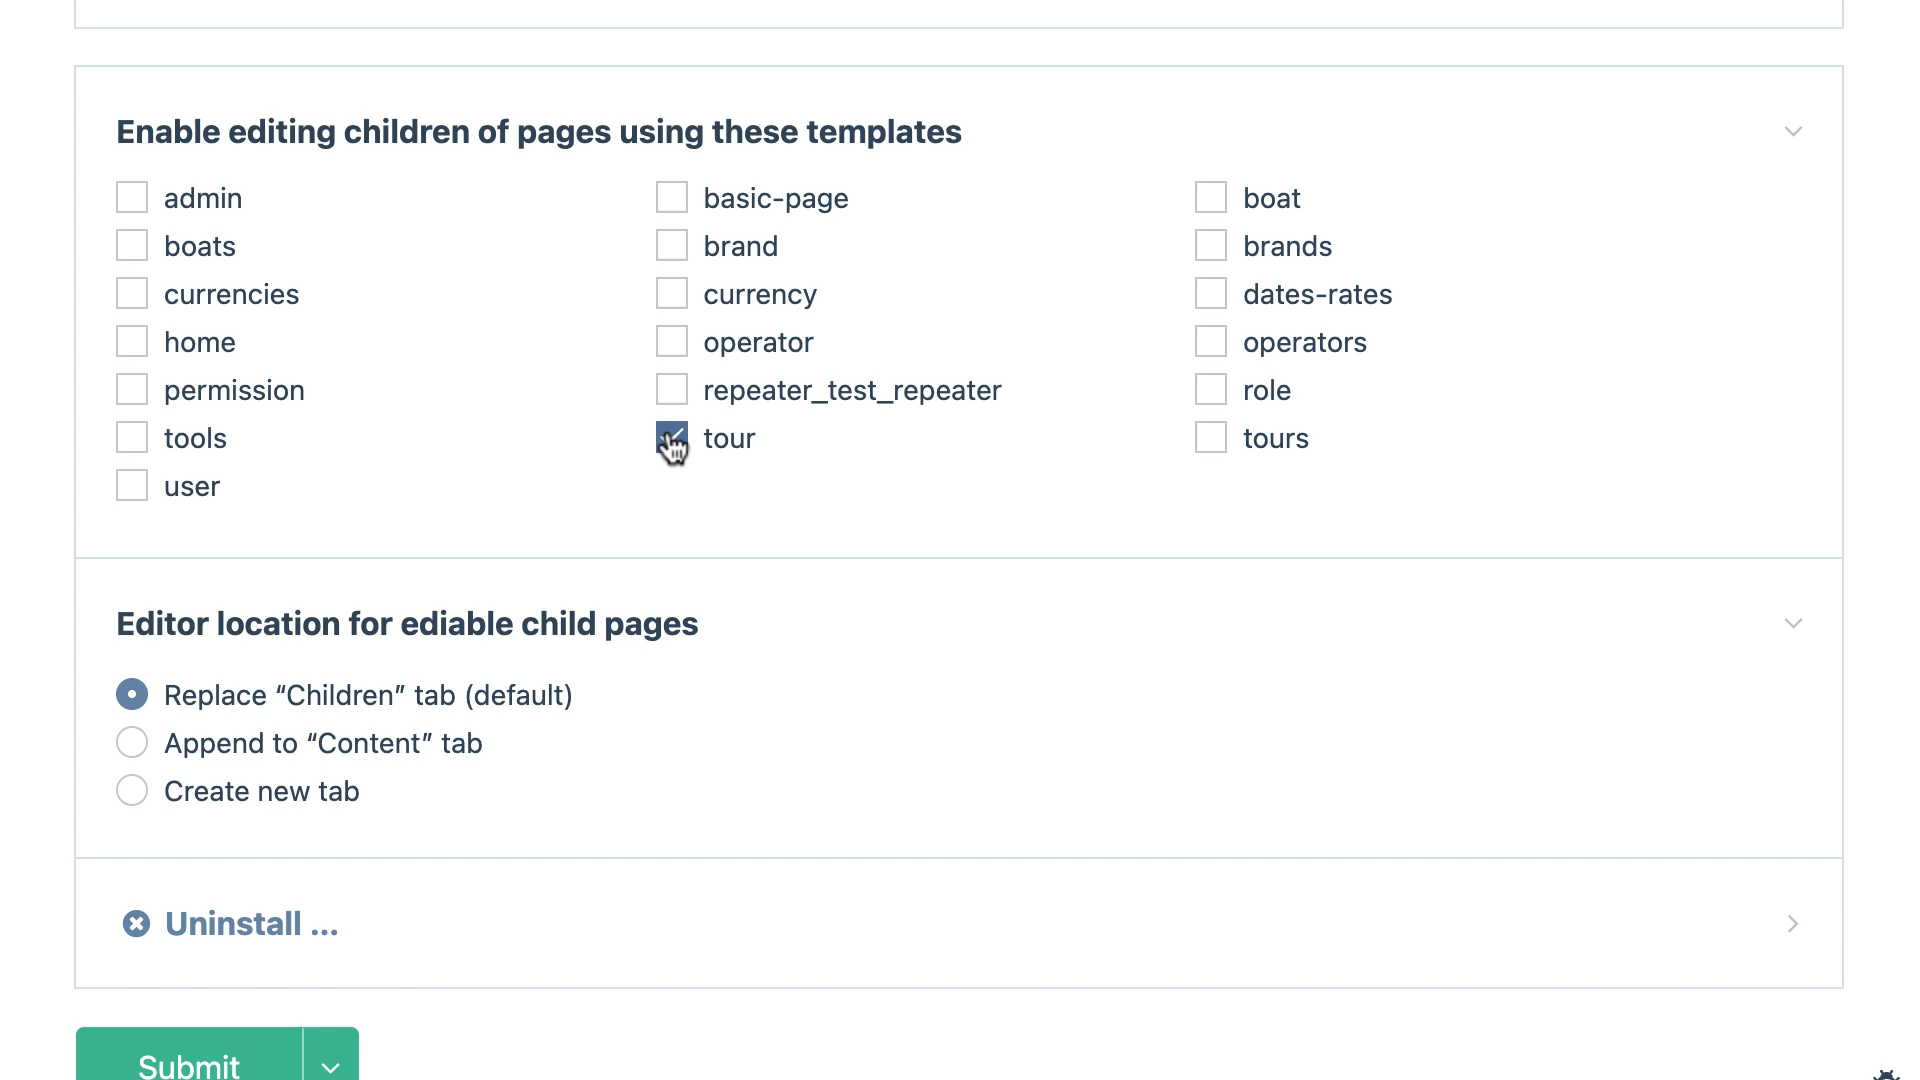 Enable editing children of pages using these templates
admin basic-page boat
boats brand brands
currencies currency dates-rates
home operator operators
permission repeater_test_repeater role
tools tour tours
user
Editor location for ediable child pages
Replace “Children” tab (default)
Append to “Content” tab
Create new tab
Uninstall ...
Submit